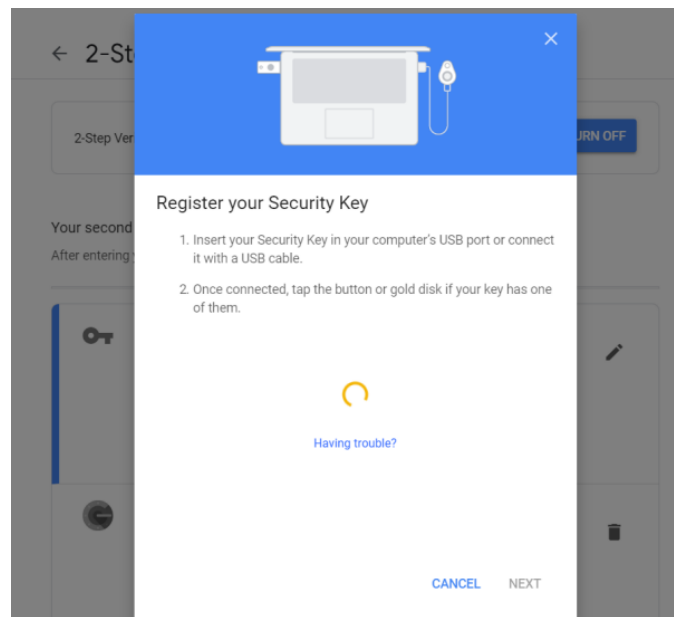 2-St
2-Step Ver
URN OFF
Your second
After entering
Register your Security Key
1. Insert your Security Key in your computer's USB port or connect
it with a USB cable.
2. Once connected, tap the button or gold disk if your key has one
of them.
Having trouble?
CANCEL NEXT